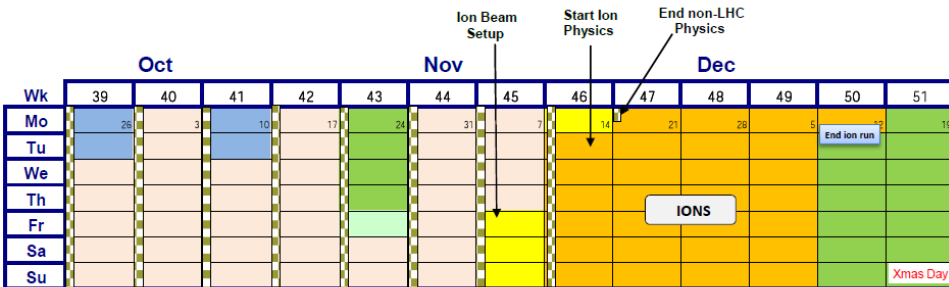 Ion Beam
Setup
Start Ion
Physics
End non-LHC
Physics
Oct Nov Dec
Wk 39 40 41 42 43 44 45 46 47 48 49 50 51
Mo 26 3 10 17 24 31 7 14 21 28 5 12 19
Tu End ion run
We
Th
Fr IONS
Sa
Su Xmas Day